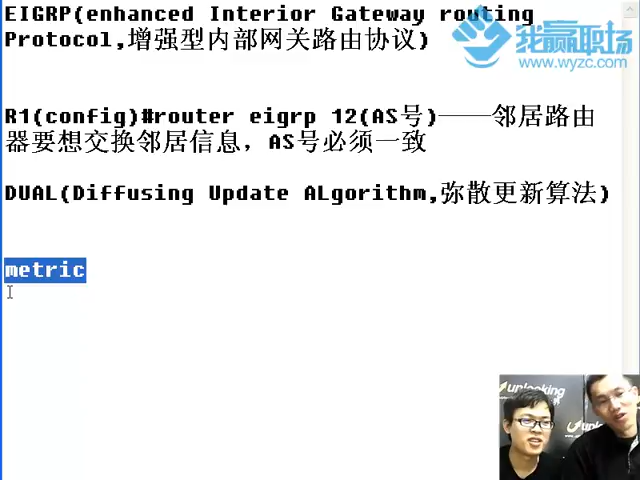 EIGRP(enhanced Interior Gateway routing
Protocol,增强型内部网关路由协议)
我赢职场
www.wyzc.com
R1(config)#router eigrp 12(AS号)——邻居路由
器要想交换邻居信息，AS号必须一致
DUAL(Diffusing Update ALgorithm,弥散更新算法)
metric
unlooking